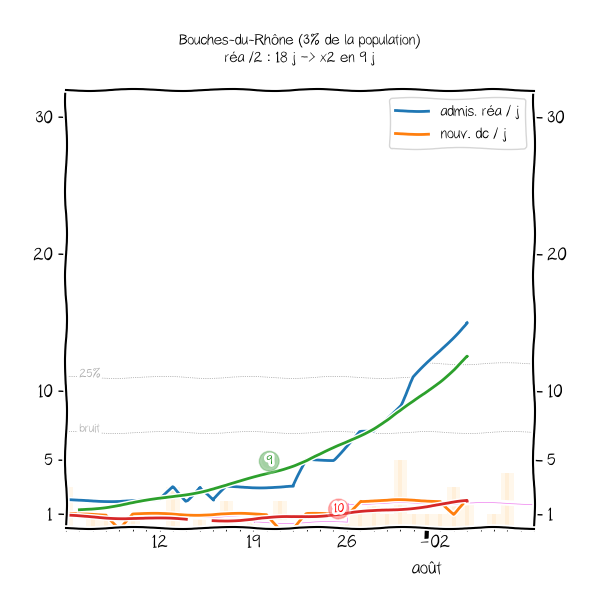 Bouches-du-Rhône (3% de la population)
réa /2 : 18 j -> x2 en 9 j
admis. réa / j
nouv. dc / j
30
30
20
20
25%
10
10
bruit
9
5
5
10
1
1
12
19
26
02
août